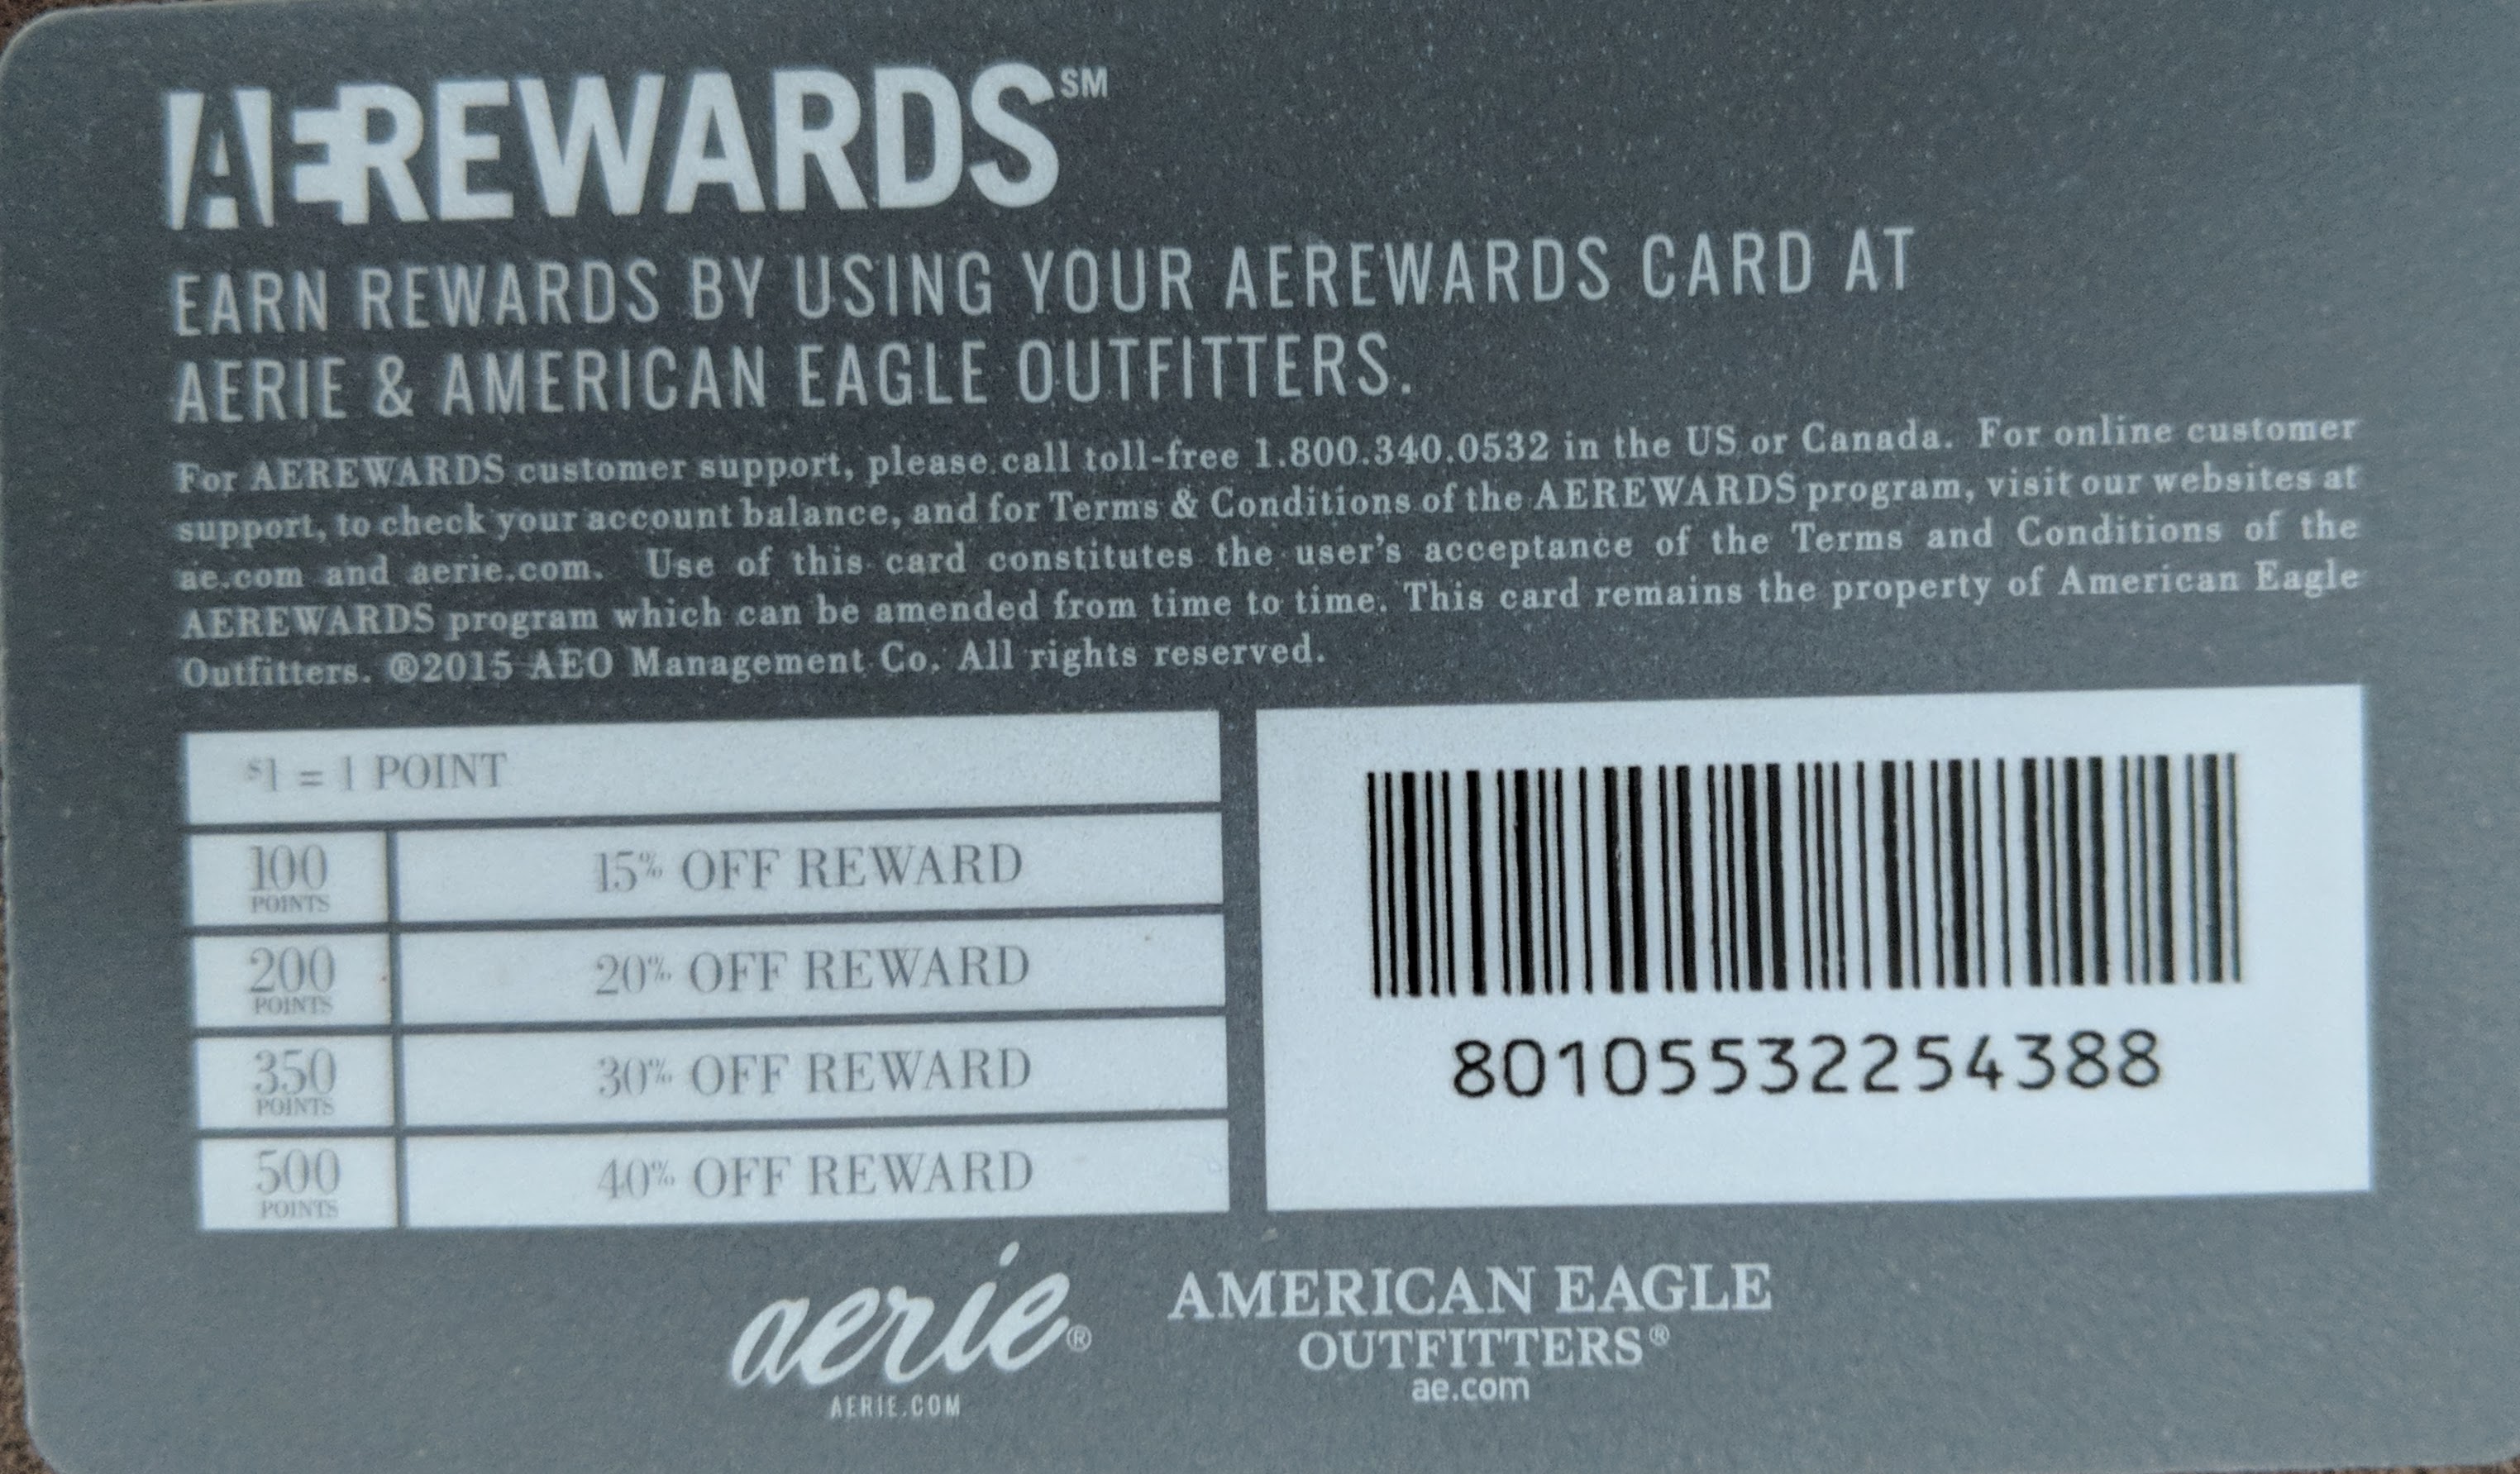 AEREWARDS℠
EARN REWARDS BY USING YOUR AEREWARDS CARD AT
AERIE & AMERICAN EAGLE OUTFITTERS.
For AEREWARDS customer support, please call toll-free 1.800.340.0532 in the US or Canada. For online customer
support, to check your account balance, and for Terms & Conditions of the AEREWARDS program, visit our websites at
ae.com and aerie.com. Use of this card constitutes the user's acceptance of the Terms and Conditions of the
AEREWARDS program which can be amended from time to time. This card remains the property of American Eagle
Outfitters. ®2015 AEO Management Co. All rights reserved.
$1 = 1 POINT
100 POINTS 15% OFF REWARD
200 POINTS 20% OFF REWARD
350 POINTS 30% OFF REWARD
500 POINTS 40% OFF REWARD
80105532254388
aerie®
AERIE.COM
AMERICAN EAGLE
OUTFITTERS®
ae.com